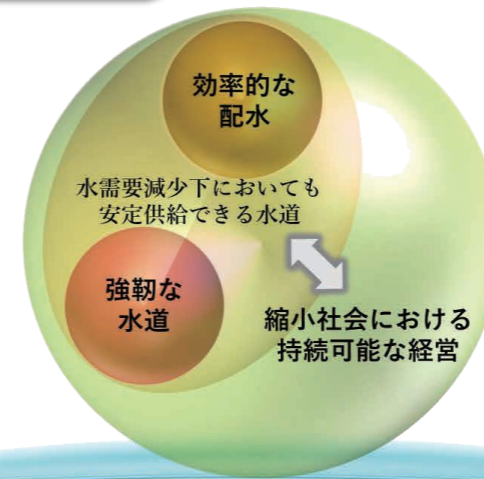 効率的な
配水
水需要減少下においても
安定供給できる水道
強靭な
水道
縮小社会における
持続可能な経営